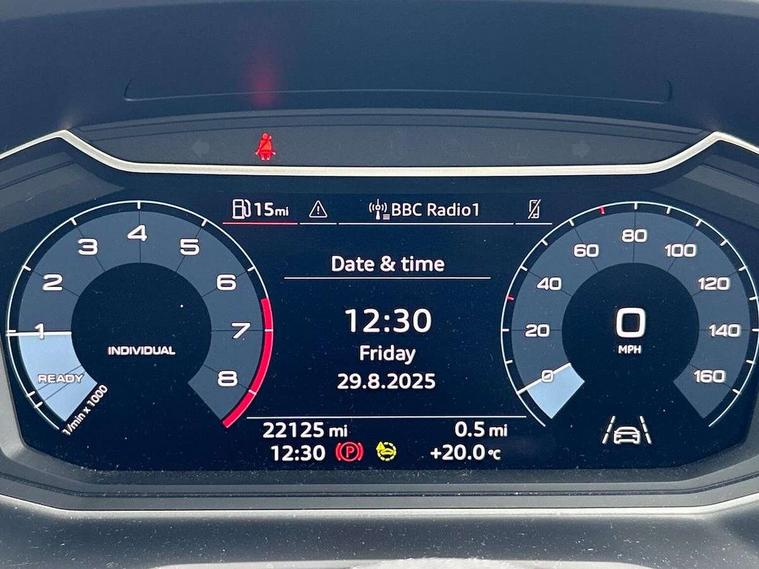 15mi
BBC Radio1
Date & time
12:30
Friday
29.8.2025
22125 mi
0.5 mi
12:30
P
+20.0°C
READY
1
2
3
4
5
6
7
8
1/min x 1000
INDIVIDUAL
0
20
40
60
80
100
120
140
160
0
MPH